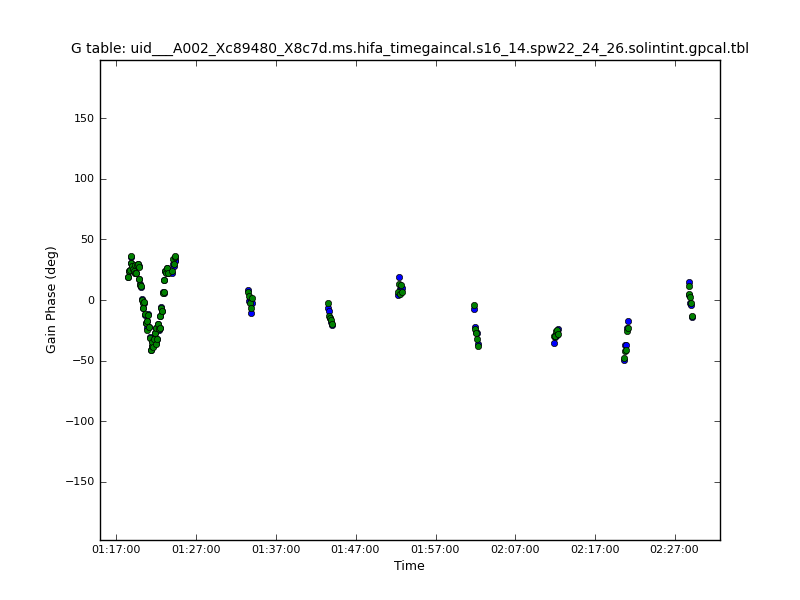 G table: uid___A002_Xc89480_X8c7d.ms.hifa_timegaincal.s16_14.spw22_24_26.solintint.gpcal.tbl
150
100
50
0
−50
−100
−150
Gain Phase (deg)
01:17:00 01:27:00 01:37:00 01:47:00 01:57:00 02:07:00 02:17:00 02:27:00
Time